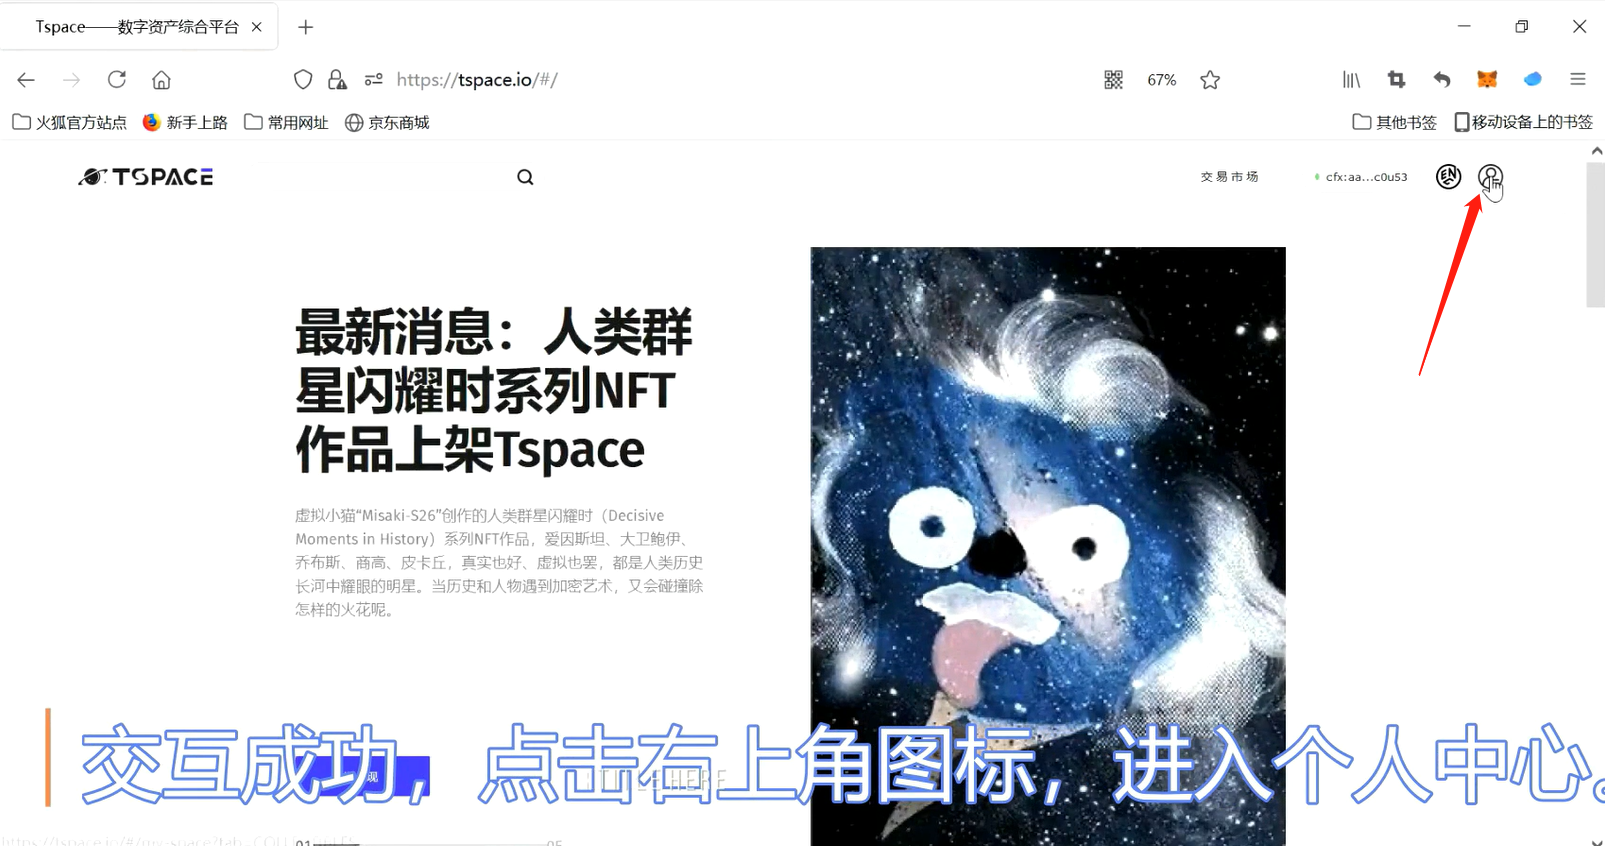 Tspace——数字资产综合平台
https://tspace.io/#/
67%
火狐官方站点 新手上路 常用网址 京东商城 其他书签 移动设备上的书签
TSPACE 交易市场 cfx:aa...c0u53 EN
最新消息：人类群
星闪耀时系列NFT
作品上架Tspace
虚拟小猫“Misaki-S26”创作的人类群星闪耀时（Decisive
Moments in History）系列NFT作品，爱因斯坦、大卫鲍伊、
乔布斯、商高、皮卡丘，真实也好、虚拟也罢，都是人类历史
长河中耀眼的明星。当历史和人物遇到加密艺术，又会碰撞除
怎样的火花呢。
交互成功，点击右上角图标，进入个人中心。
01 05